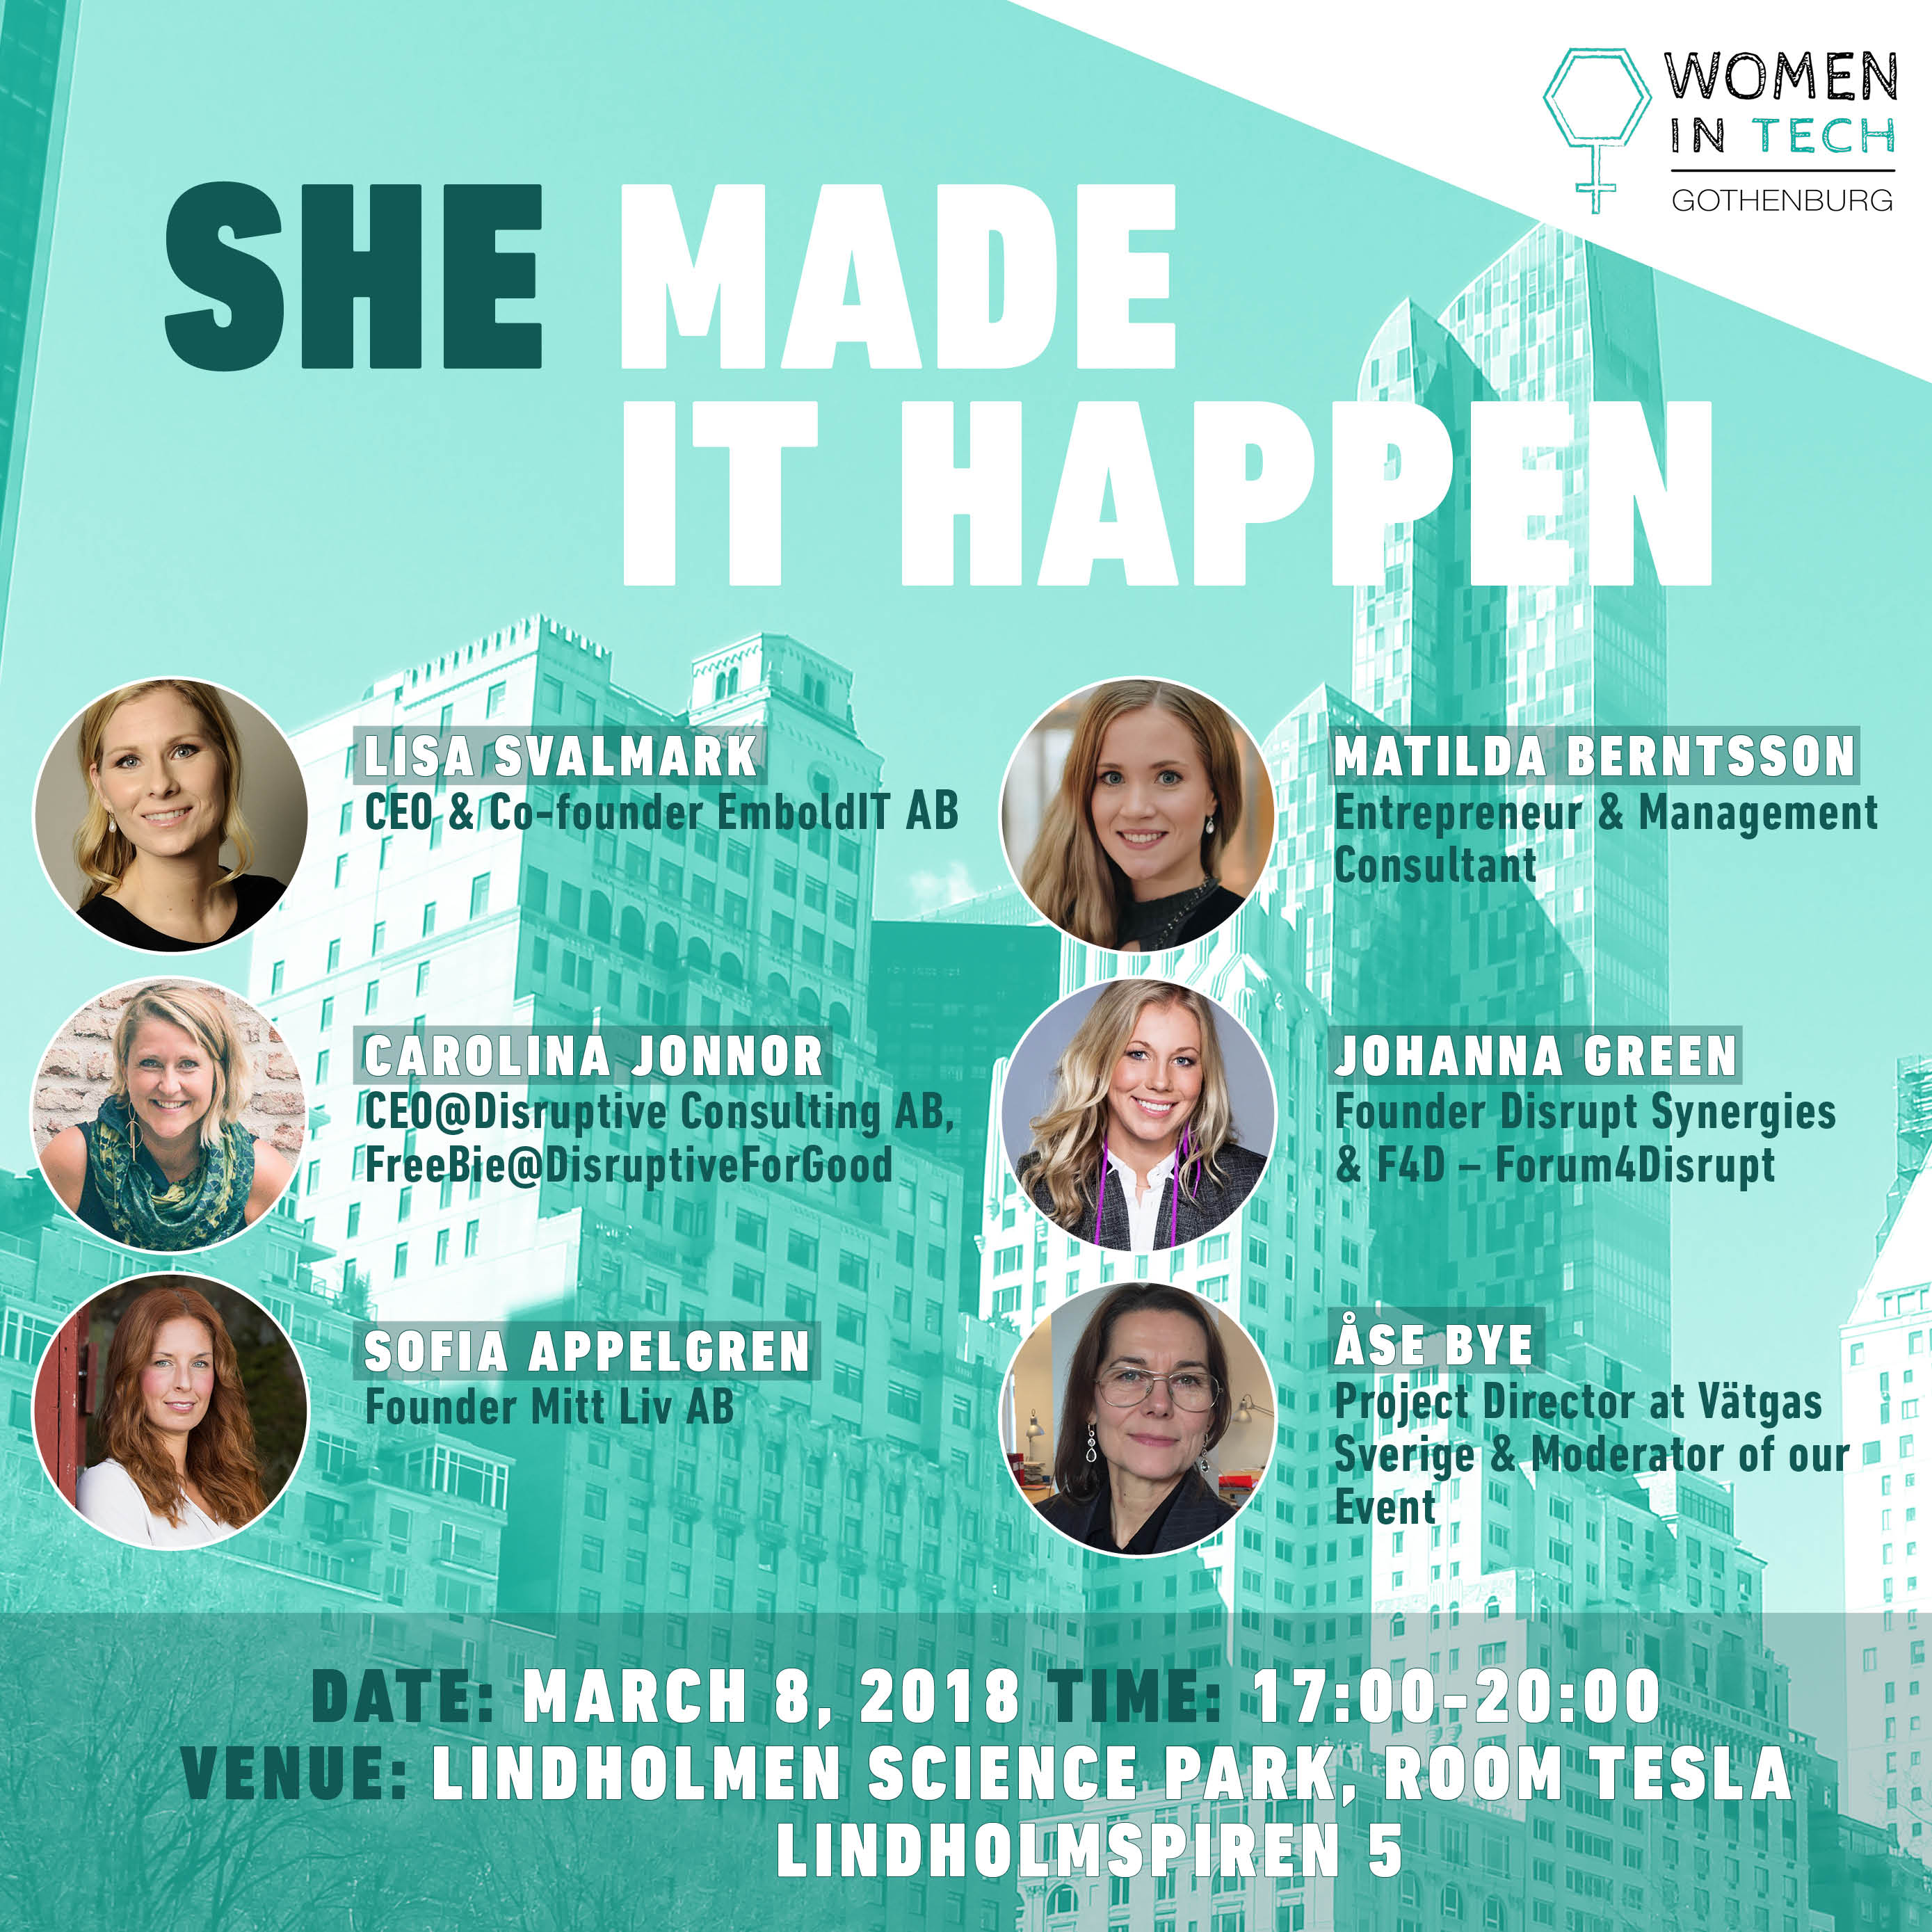 WOMEN
IN TECH
GOTHENBURG
SHE MADE
IT HAPPEN
LISA SVALMARK
CEO & Co-founder EmboldIT AB
MATILDA BERNTSSON
Entrepreneur & Management
Consultant
CAROLINA JONNOR
CEO@Disruptive Consulting AB,
FreeBie@DisruptiveForGood
JOHANNA GREEN
Founder Disrupt Synergies
& F4D – Forum4Disrupt
SOFIA APPELGREN
Founder Mitt Liv AB
ÅSE BYE
Project Director at Vätgas
Sverige & Moderator of our
Event
DATE: MARCH 8, 2018 TIME: 17:00-20:00
VENUE: LINDHOLMEN SCIENCE PARK, ROOM TESLA
LINDHOLMSPIREN 5